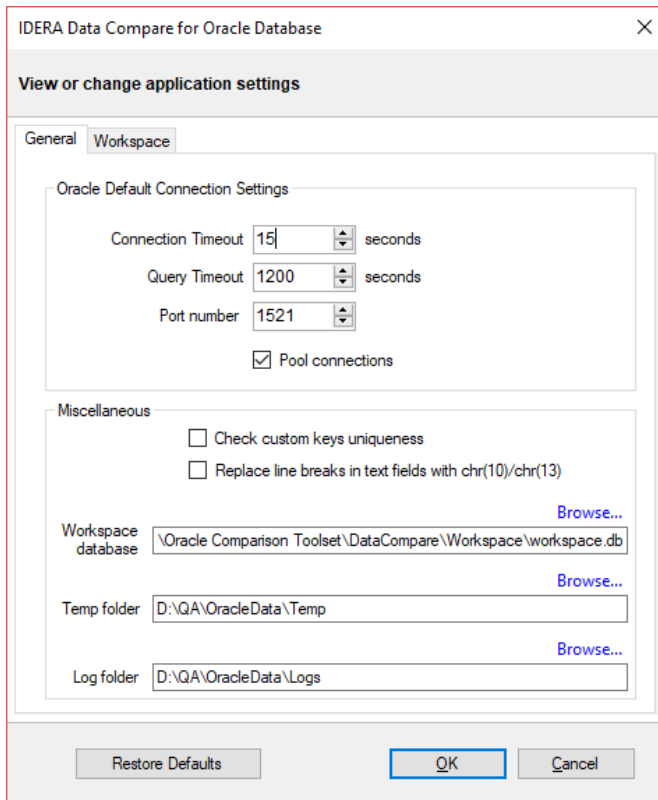 IDERA Data Compare for Oracle Database
View or change application settings
General Workspace
Oracle Default Connection Settings
Connection Timeout 15 seconds
Query Timeout 1200 seconds
Port number 1521
Pool connections
Miscellaneous
Check custom keys uniqueness
Replace line breaks in text fields with chr(10)/chr(13)
Browse...
Workspace
database
\Oracle Comparison Toolset\DataCompare\Workspace\workspace.db
Browse...
Temp folder D:\QA\OracleData\Temp
Browse...
Log folder D:\QA\OracleData\Logs
Restore Defaults OK Cancel